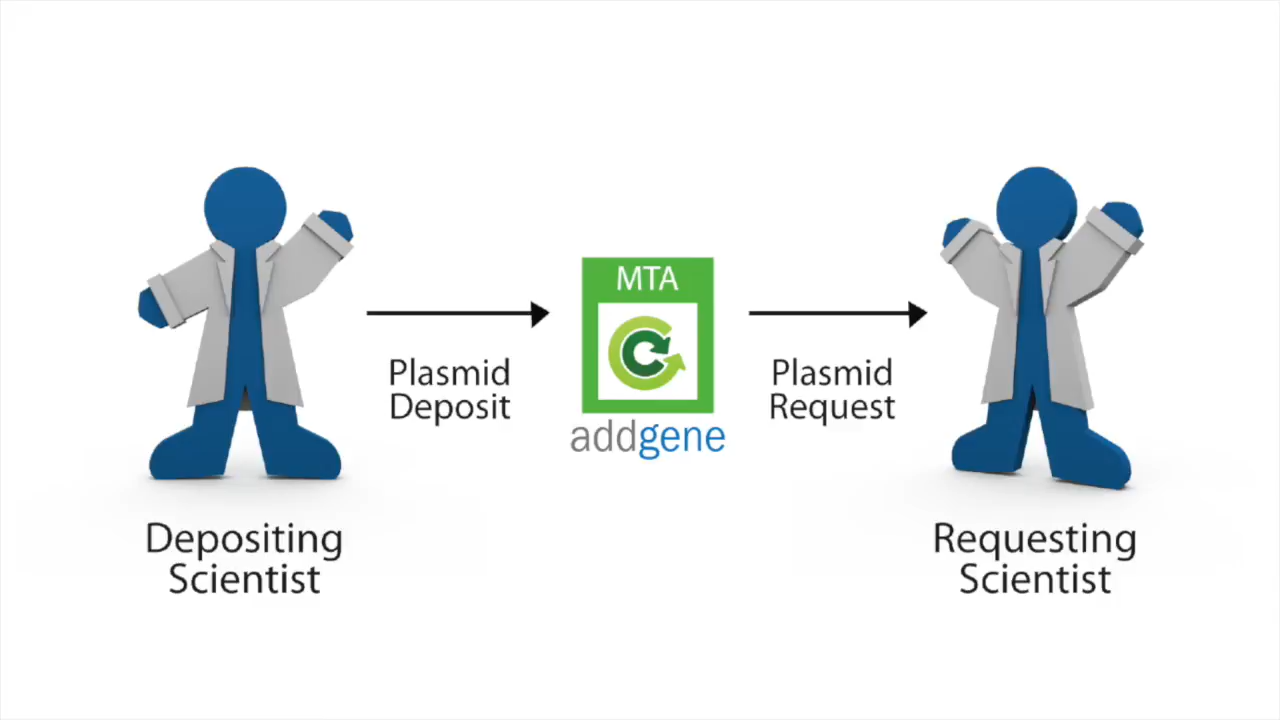 MTA
Plasmid
Deposit
Plasmid
Request
addgene
Depositing
Scientist
Requesting
Scientist